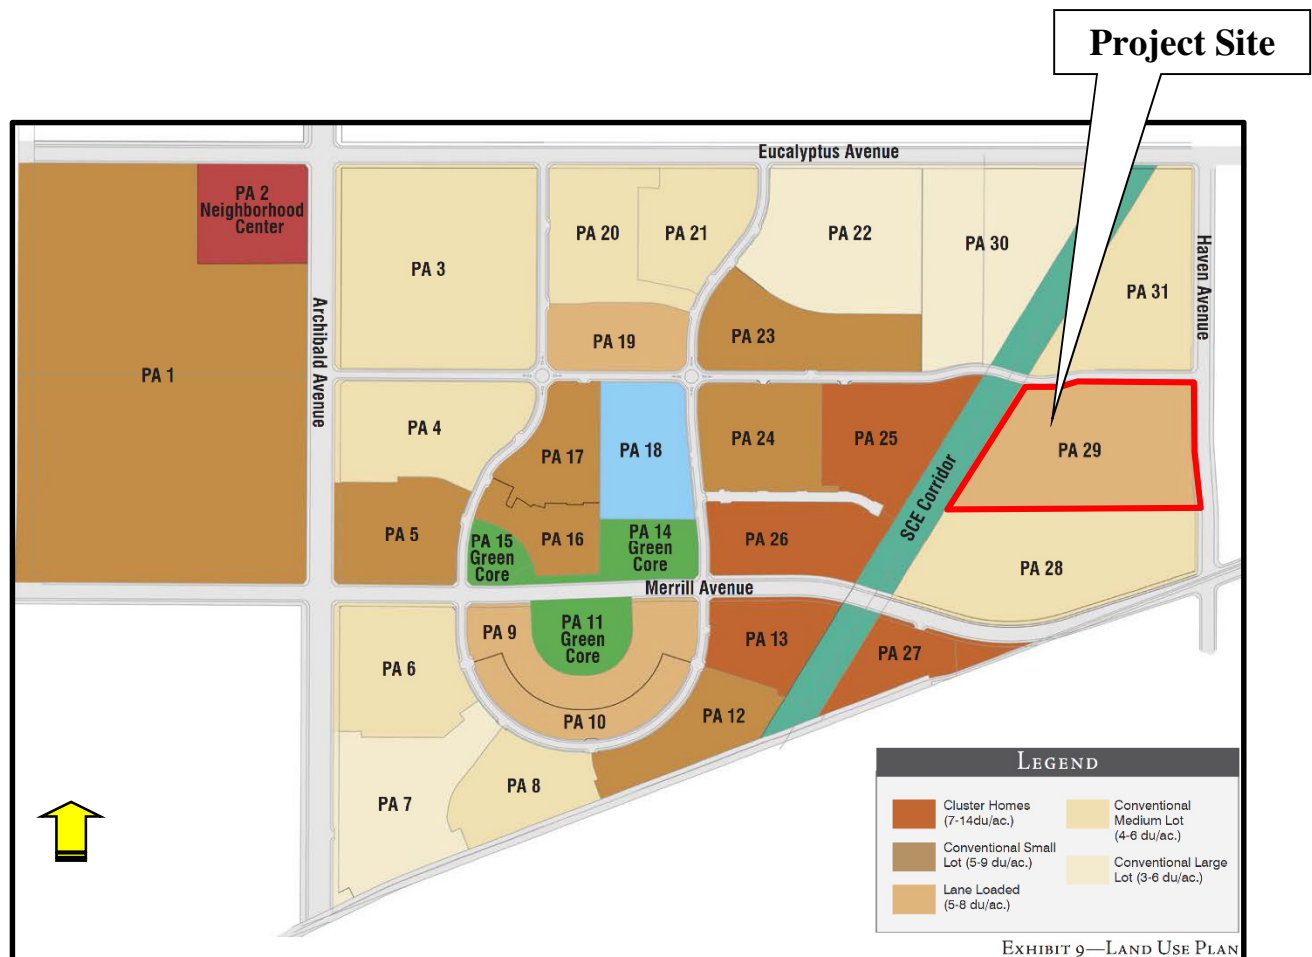 Project Site
Eucalyptus Avenue
PA 2
Neighborhood
Center
PA 20
PA 21
PA 22
PA 30
Haven Avenue
PA 3
PA 31
Archibald Avenue
PA 19
PA 23
PA 1
PA 4
PA 17
PA 18
PA 24
PA 25
PA 29
SCE Corridor
PA 5
PA 15
Green
Core
PA 16
PA 14
Green
Core
PA 26
PA 28
Merrill Avenue
PA 9
PA 11
Green
Core
PA 13
PA 27
PA 6
PA 10
PA 12
PA 7
PA 8
LEGEND
Cluster Homes
(7-14du/ac.)
Conventional Small
Lot (5-9 du/ac.)
Lane Loaded
(5-8 du/ac.)
Conventional
Medium Lot
(4-6 du/ac.)
Conventional Large
Lot (3-6 du/ac.)
EXHIBIT 9—LAND USE PLAN